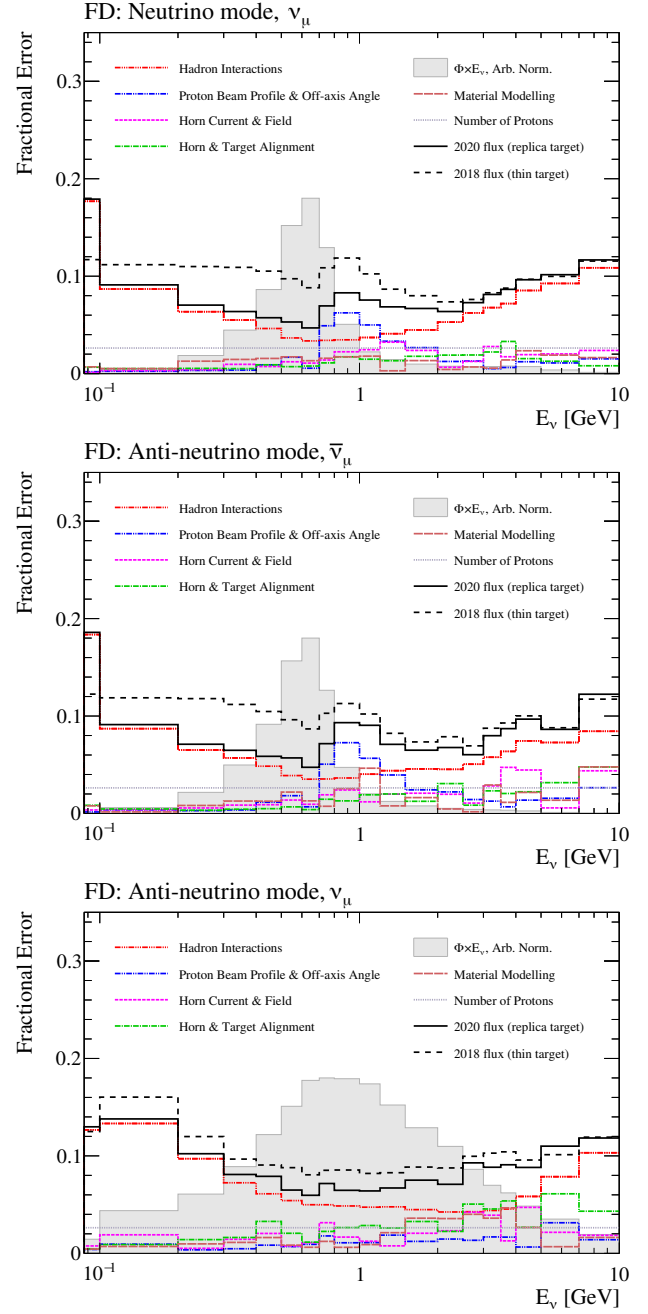 FD: Neutrino mode, ν_μ
Fractional Error
0.3
0.2
0.1
0
Hadron Interactions
Proton Beam Profile & Off-axis Angle
Horn Current & Field
Horn & Target Alignment
Φ×E_ν, Arb. Norm.
Material Modelling
Number of Protons
2020 flux (replica target)
2018 flux (thin target)
10⁻¹ 1 10
E_ν [GeV]
FD: Anti-neutrino mode, ν̅_μ
Fractional Error
0.3
0.2
0.1
0
Hadron Interactions
Proton Beam Profile & Off-axis Angle
Horn Current & Field
Horn & Target Alignment
Φ×E_ν, Arb. Norm.
Material Modelling
Number of Protons
2020 flux (replica target)
2018 flux (thin target)
10⁻¹ 1 10
E_ν [GeV]
FD: Anti-neutrino mode, ν_μ
Fractional Error
0.3
0.2
0.1
0
Hadron Interactions
Proton Beam Profile & Off-axis Angle
Horn Current & Field
Horn & Target Alignment
Φ×E_ν, Arb. Norm.
Material Modelling
Number of Protons
2020 flux (replica target)
2018 flux (thin target)
10⁻¹ 1 10
E_ν [GeV]